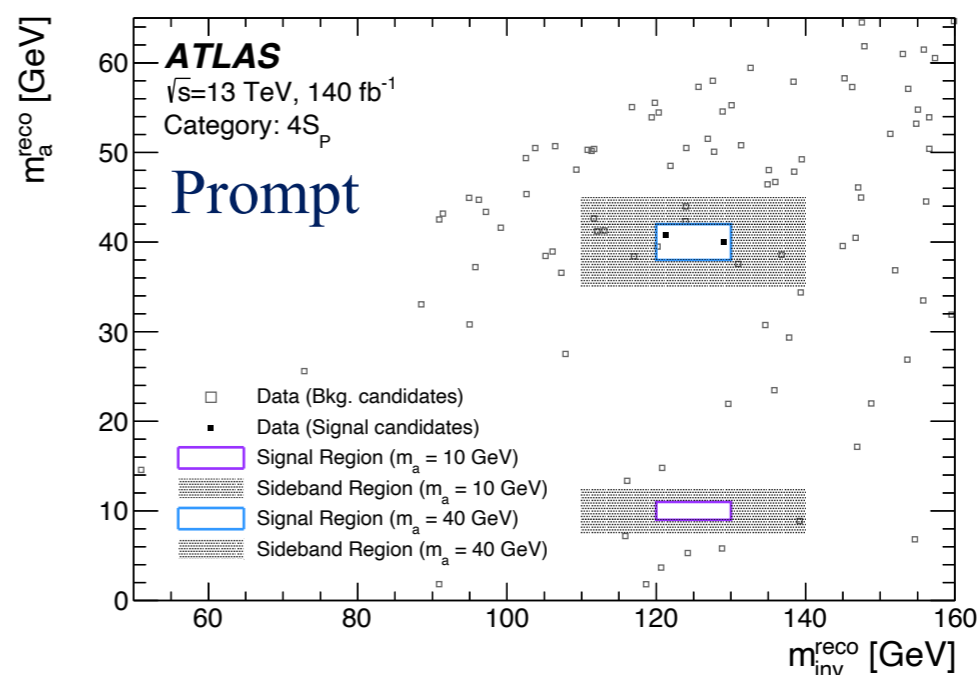 ATLAS
√s=13 TeV, 140 fb⁻¹
Category: 4S_P
Prompt
m_a^reco [GeV]
60
50
40
30
20
10
0
Data (Bkg. candidates)
Data (Signal candidates)
Signal Region (m_a = 10 GeV)
Sideband Region (m_a = 10 GeV)
Signal Region (m_a = 40 GeV)
Sideband Region (m_a = 40 GeV)
60 80 100 120 140 160
m_inv^reco [GeV]